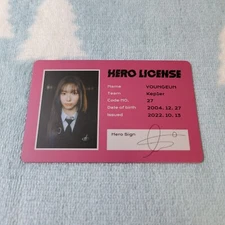 HERO LICENSE
Name YOUNGEUN
Team Kep1er
Code No. 27
Date of birth 2004. 12. 27
Issued 2022. 10. 13
Hero Sign